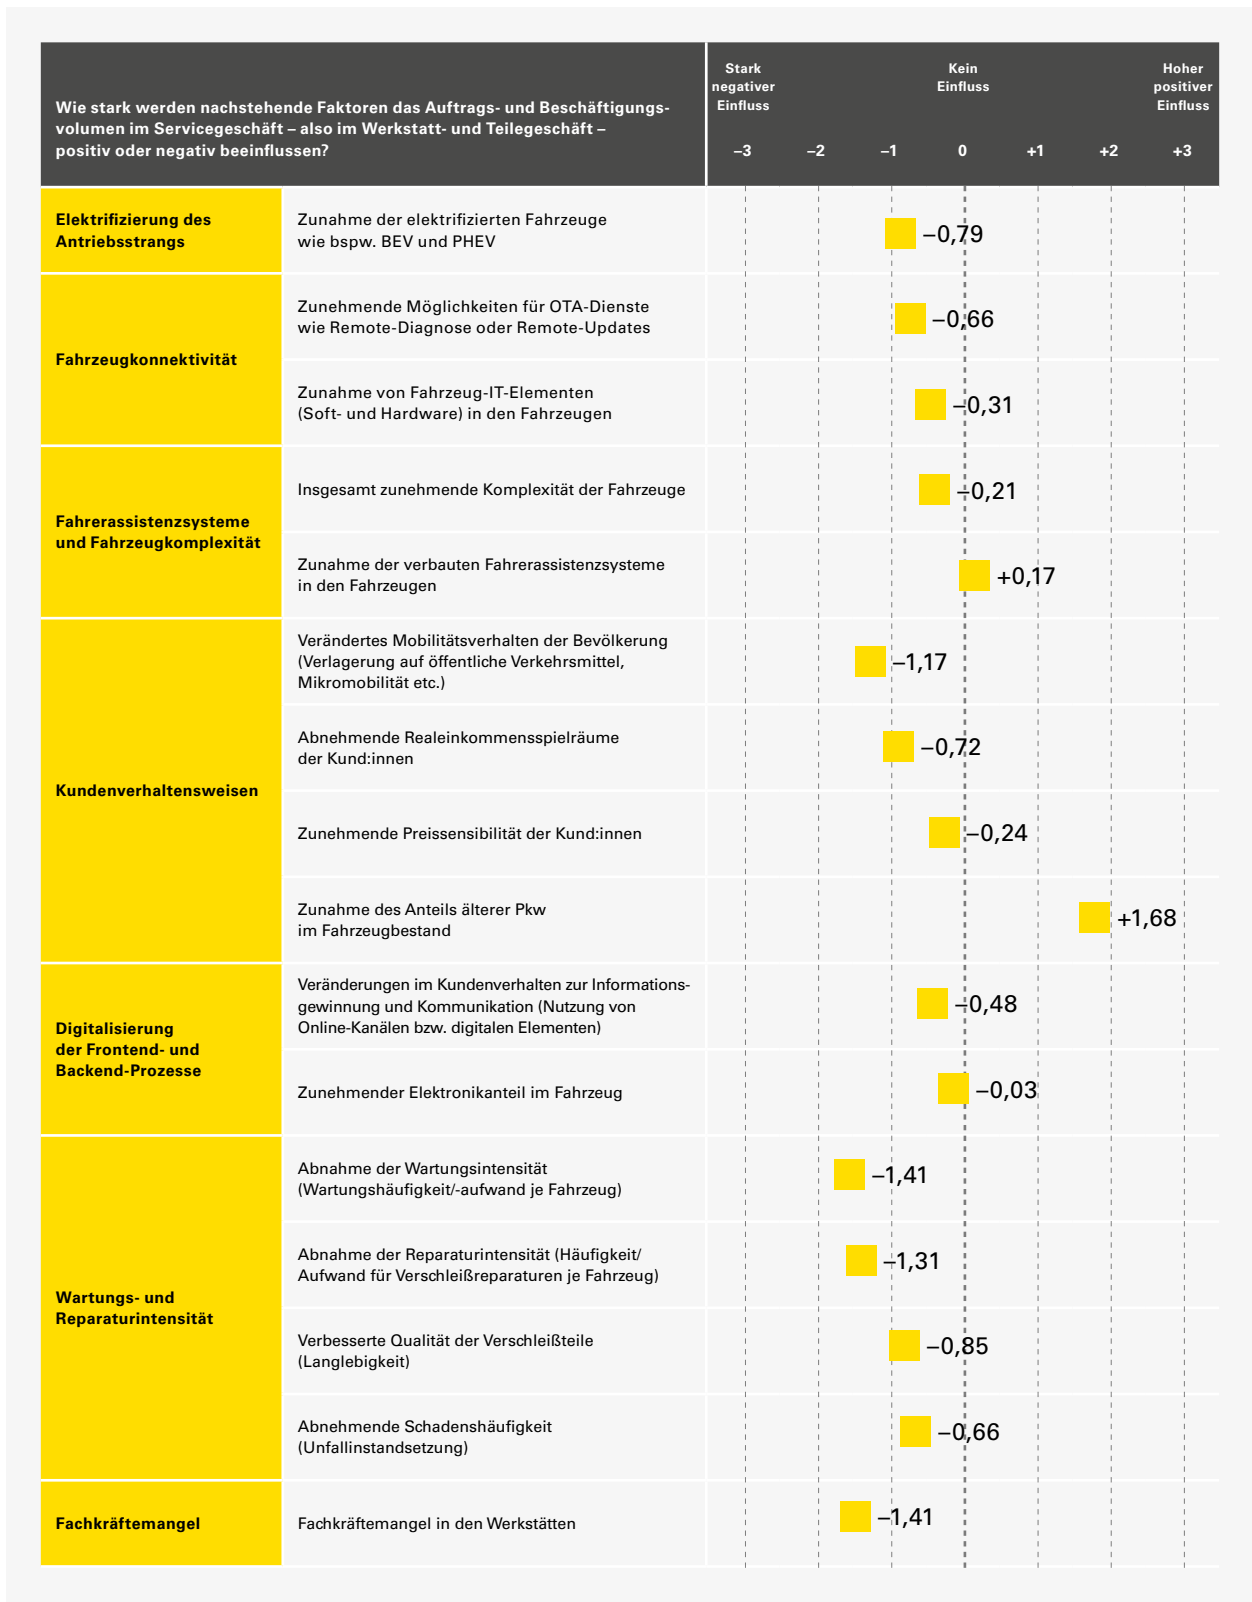 Wie stark werden nachstehende Faktoren das Auftrags- und Beschäftigungs-
volumen im Servicegeschäft – also im Werkstatt- und Teilegeschäft –
positiv oder negativ beeinflussen?
Stark
negativer
Einfluss
Kein
Einfluss
Hoher
positiver
Einfluss
–3 –2 –1 0 +1 +2 +3
Elektrifizierung des
Antriebsstrangs
Zunahme der elektrifizierten Fahrzeuge
wie bspw. BEV und PHEV
–0,79
Fahrzeugkonnektivität
Zunehmende Möglichkeiten für OTA-Dienste
wie Remote-Diagnose oder Remote-Updates
–0,66
Zunahme von Fahrzeug-IT-Elementen
(Soft- und Hardware) in den Fahrzeugen
–0,31
Fahrerassistenzsysteme
und Fahrzeugkomplexität
Insgesamt zunehmende Komplexität der Fahrzeuge
–0,21
Zunahme der verbauten Fahrerassistenzsysteme
in den Fahrzeugen
+0,17
Kundenverhaltensweisen
Verändertes Mobilitätsverhalten der Bevölkerung
(Verlagerung auf öffentliche Verkehrsmittel,
Mikromobilität etc.)
–1,17
Abnehmende Realeinkommensspielräume
der Kund:innen
–0,72
Zunehmende Preissensibilität der Kund:innen
–0,24
Zunahme des Anteils älterer Pkw
im Fahrzeugbestand
+1,68
Digitalisierung
der Frontend- und
Backend-Prozesse
Veränderungen im Kundenverhalten zur Informations-
gewinnung und Kommunikation (Nutzung von
Online-Kanälen bzw. digitalen Elementen)
–0,48
Zunehmender Elektronikanteil im Fahrzeug
–0,03
Wartungs- und
Reparaturintensität
Abnahme der Wartungsintensität
(Wartungshäufigkeit/-aufwand je Fahrzeug)
–1,41
Abnahme der Reparaturintensität (Häufigkeit/
Aufwand für Verschleißreparaturen je Fahrzeug)
–1,31
Verbesserte Qualität der Verschleißteile
(Langlebigkeit)
–0,85
Abnehmende Schadenshäufigkeit
(Unfallinstandsetzung)
–0,66
Fachkräftemangel
Fachkräftemangel in den Werkstätten
–1,41